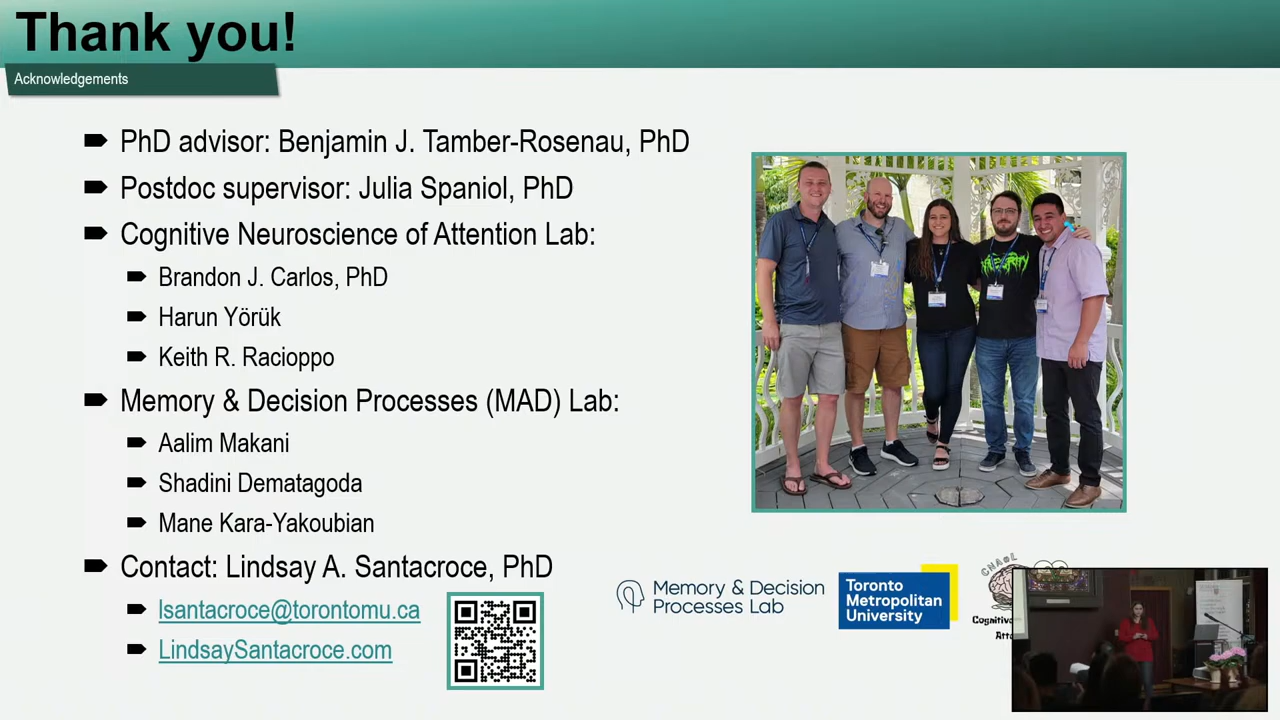 Thank you!
Acknowledgements
PhD advisor: Benjamin J. Tamber-Rosenau, PhD
Postdoc supervisor: Julia Spaniol, PhD
Cognitive Neuroscience of Attention Lab:
Brandon J. Carlos, PhD
Harun Yörük
Keith R. Racioppo
Memory & Decision Processes (MAD) Lab:
Aalim Makani
Shadini Dematagoda
Mane Kara-Yakoubian
Contact: Lindsay A. Santacroce, PhD
lsantacroce@torontomu.ca
LindsaySantacroce.com
Memory & Decision
Processes Lab
Toronto
Metropolitan
University
CNAaL